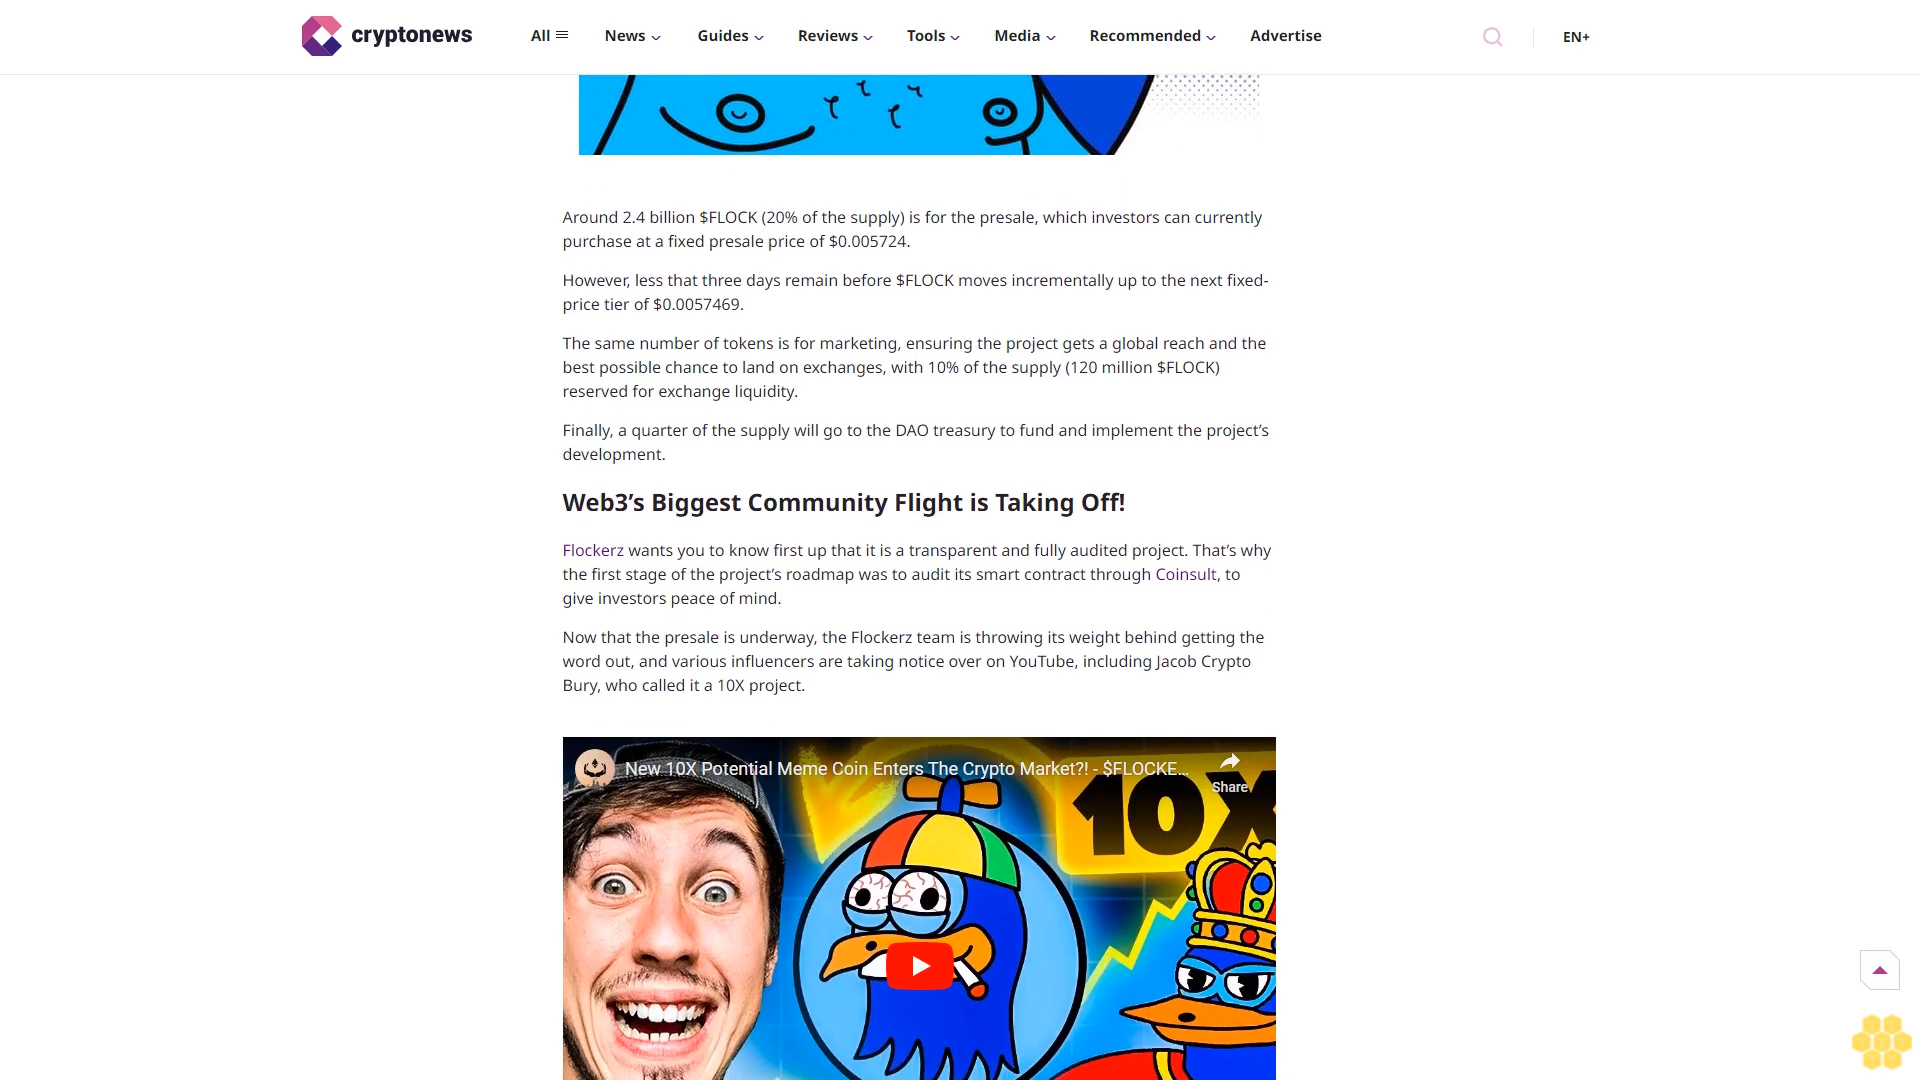 cryptonews
All
News
Guides
Reviews
Tools
Media
Recommended
Advertise
EN+
Around 2.4 billion $FLOCK (20% of the supply) is for the presale, which investors can currently
purchase at a fixed presale price of $0.005724.
However, less that three days remain before $FLOCK moves incrementally up to the next fixed-
price tier of $0.0057469.
The same number of tokens is for marketing, ensuring the project gets a global reach and the
best possible chance to land on exchanges, with 10% of the supply (120 million $FLOCK)
reserved for exchange liquidity.
Finally, a quarter of the supply will go to the DAO treasury to fund and implement the project’s
development.
Web3’s Biggest Community Flight is Taking Off!
Flockerz wants you to know first up that it is a transparent and fully audited project. That’s why
the first stage of the project’s roadmap was to audit its smart contract through Coinsult, to
give investors peace of mind.
Now that the presale is underway, the Flockerz team is throwing its weight behind getting the
word out, and various influencers are taking notice over on YouTube, including Jacob Crypto
Bury, who called it a 10X project.
New 10X Potential Meme Coin Enters The Crypto Market?! - $FLOCKE...
Share
10X